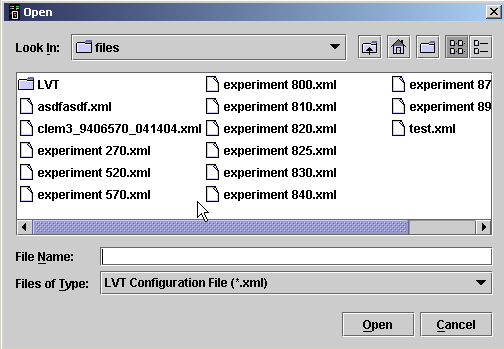 Open
Look In: files
LVT
asdfasdf.xml
clem3_9406570_041404.xml
experiment 270.xml
experiment 520.xml
experiment 570.xml
experiment 800.xml
experiment 810.xml
experiment 820.xml
experiment 825.xml
experiment 830.xml
experiment 840.xml
experiment 87
experiment 89
test.xml
File Name:
Files of Type: LVT Configuration File (*.xml)
Open Cancel